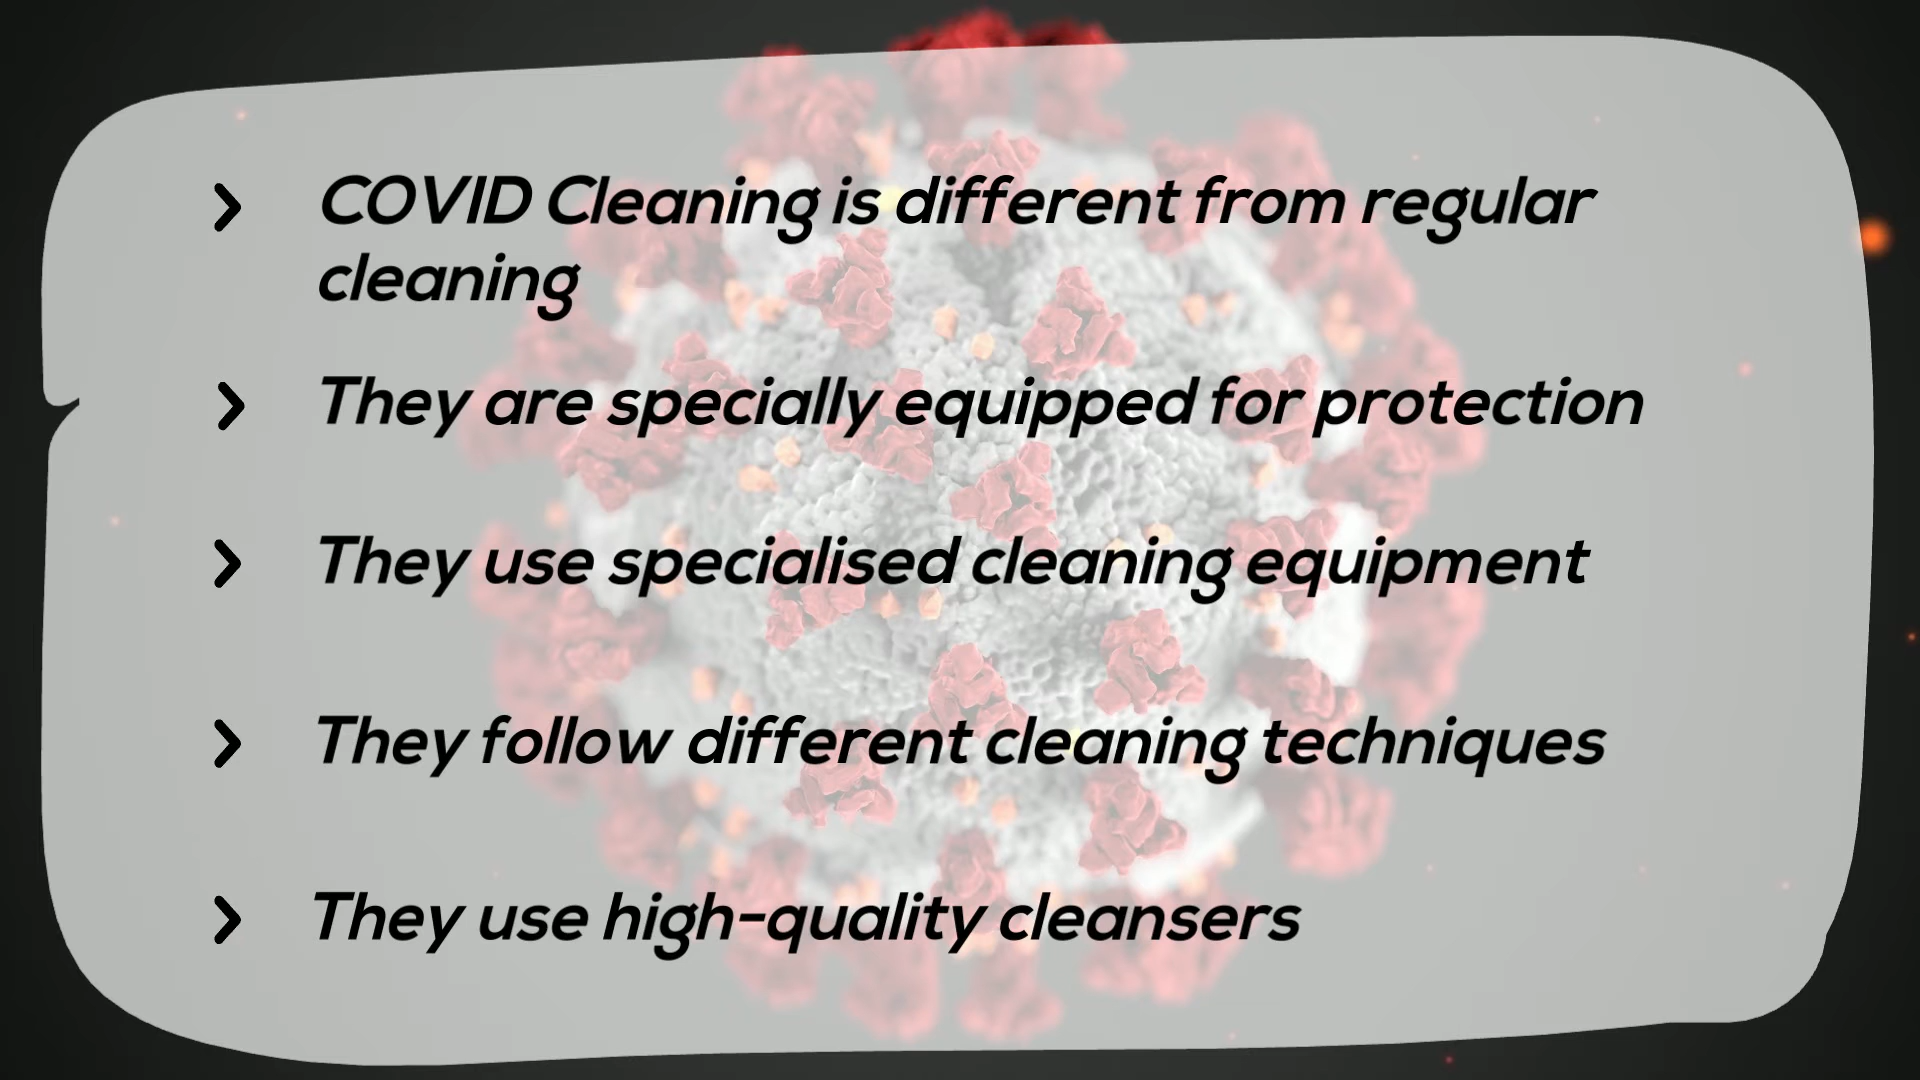 COVID Cleaning is different from regular
cleaning
They are specially equipped for protection
They use specialised cleaning equipment
They follow different cleaning techniques
They use high-quality cleansers